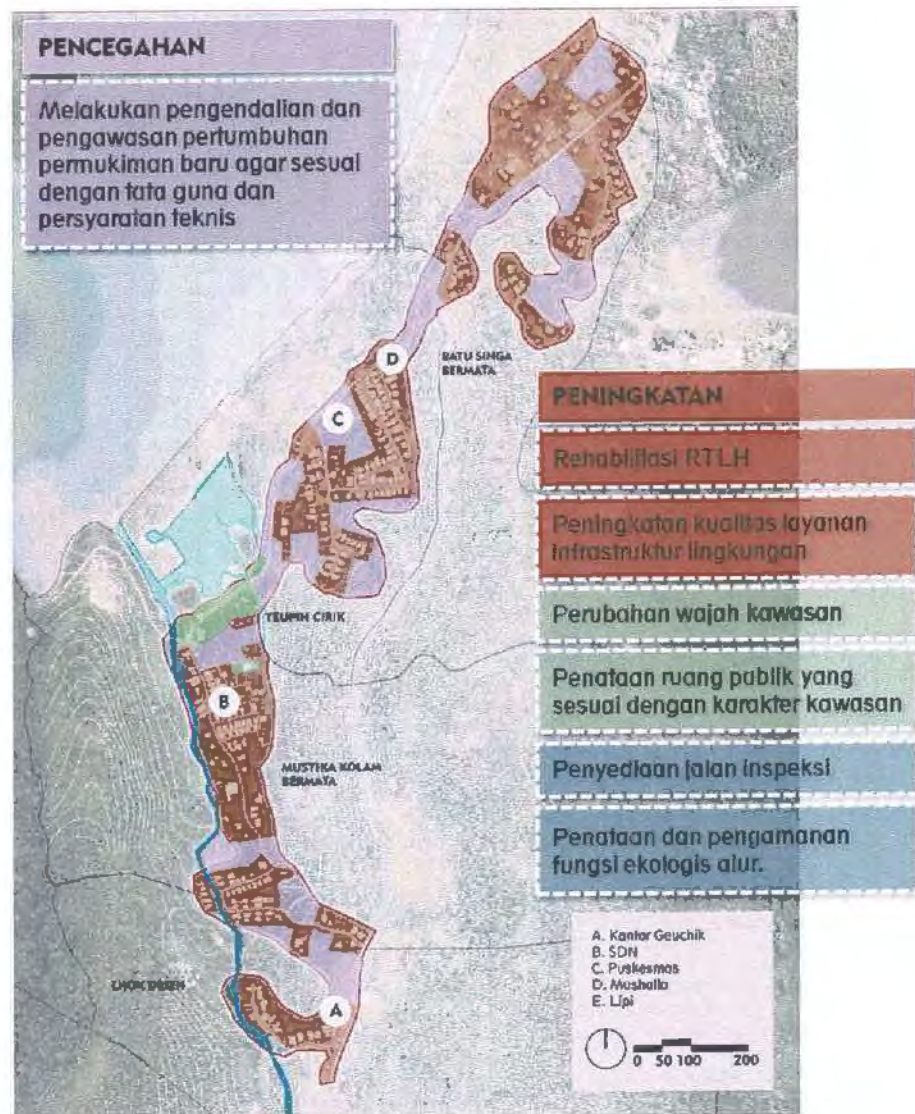 PENCEGAHAN
Melakukan pengendalian dan
pengawasan pertumbuhan
permukiman baru agar sesuai
dengan tata guna dan
persyaratan teknis
D
BATU SINGA
BERMATA
C
PENINGKATAN
Rehabilitasi RTLH
Peningkatan kualitas layanan
infrastruktur lingkungan
Perubahan wajah kawasan
Penataan ruang publik yang
sesuai dengan karakter kawasan
Penyediaan jalan inspeksi
Penataan dan pengamanan
fungsi ekologis alur.
TEUPIN CIRIK
B
MUSTIKA KOLAM
BERMATA
A
A. Kantor Geuchik
B. SDN
C. Puskesmas
D. Musholla
E. Lipi
0 50 100 200